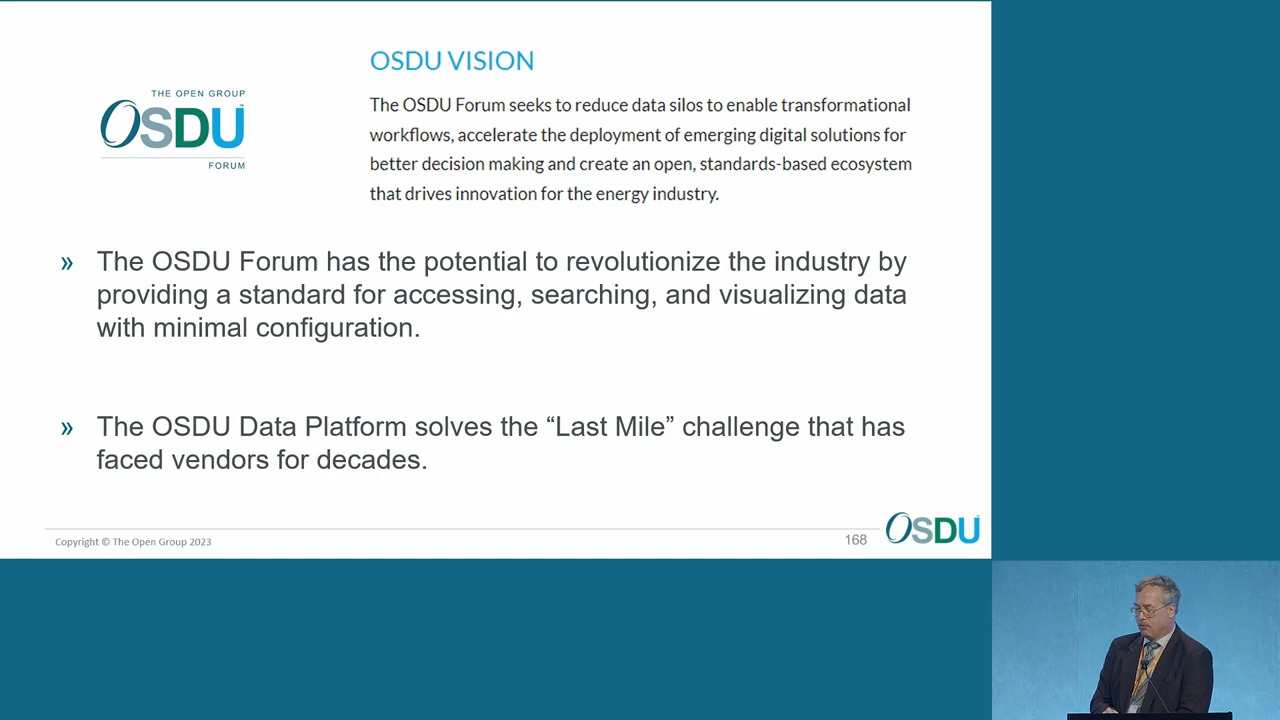 OSDU VISION
THE OPEN GROUP
OSDU™
FORUM
The OSDU Forum seeks to reduce data silos to enable transformational
workflows, accelerate the deployment of emerging digital solutions for
better decision making and create an open, standards-based ecosystem
that drives innovation for the energy industry.
» The OSDU Forum has the potential to revolutionize the industry by
providing a standard for accessing, searching, and visualizing data
with minimal configuration.
» The OSDU Data Platform solves the “Last Mile” challenge that has
faced vendors for decades.
Copyright © The Open Group 2023
168
OSDU™